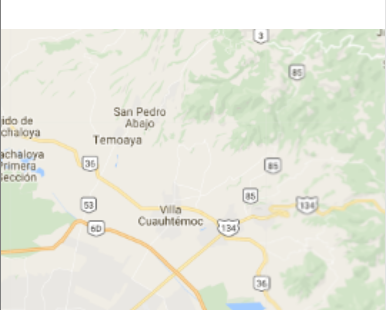 3
85
San Pedro
Abajo
ido de
chaloya
Temoaya
achaloya
Primera
Sección
35
85
85
53
134
Villa
Cuauhtémoc
6D
134
36